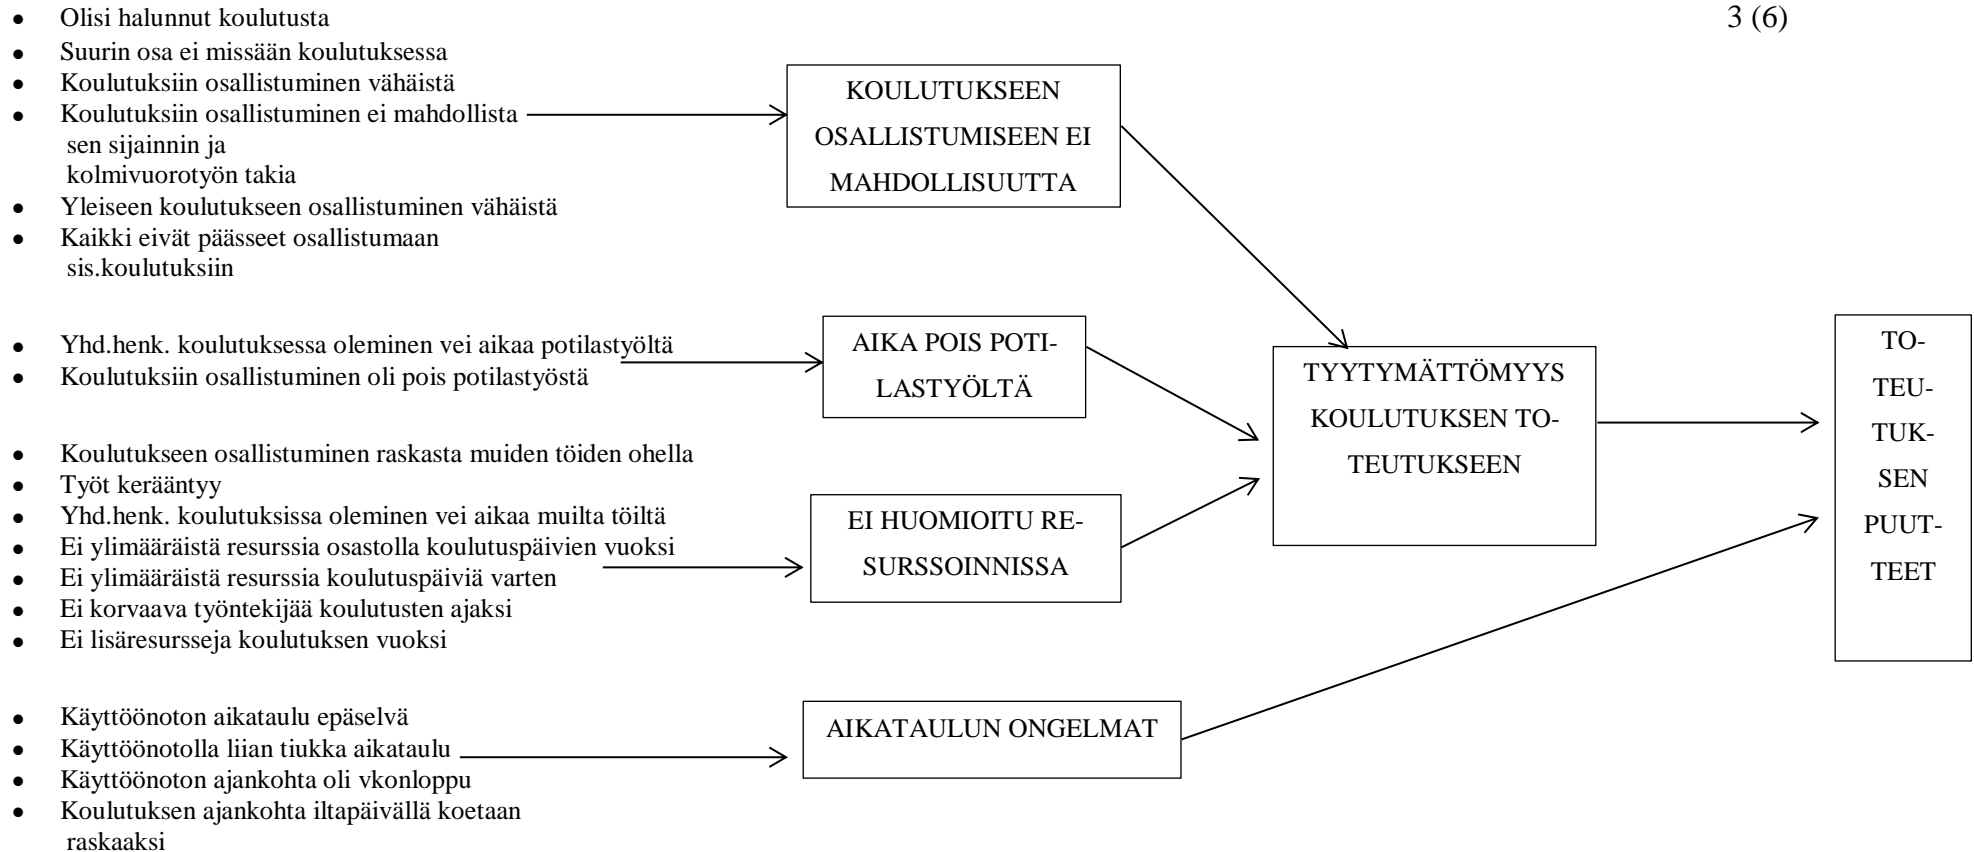 3 (6)
• Olisi halunnut koulutusta
• Suurin osa ei missään koulutuksessa
• Koulutuksiin osallistuminen vähäistä
• Koulutuksiin osallistuminen ei mahdollista
sen sijainnin ja
kolmivuorotyön takia
• Yleiseen koulutukseen osallistuminen vähäistä
• Kaikki eivät päässeet osallistumaan
sis.koulutuksiin
KOULUTUKSEEN
OSALLISTUMISEEN EI
MAHDOLLISUUTTA
• Yhd.henk. koulutuksessa oleminen vei aikaa potilastyöltä
• Koulutuksiin osallistuminen oli pois potilastyöstä
AIKA POIS POTI-
LASTYÖLTÄ
• Koulutukseen osallistuminen raskasta muiden töiden ohella
• Työt kerääntyy
• Yhd.henk. koulutuksissa oleminen vei aikaa muilta töiltä
• Ei ylimääräistä resurssia osastolla koulutuspäivien vuoksi
• Ei ylimääräistä resurssia koulutuspäiviä varten
• Ei korvaava työntekijää koulutusten ajaksi
• Ei lisäresursseja koulutuksen vuoksi
EI HUOMIOITU RE-
SURSSOINNISSA
• Käyttöönoton aikataulu epäselvä
• Käyttöönotolla liian tiukka aikataulu
• Käyttöönoton ajankohta oli vkonloppu
• Koulutuksen ajankohta iltapäivällä koetaan
raskaaksi
AIKATAULUN ONGELMAT
TYYTYMÄTTÖMYYS
KOULUTUKSEN TO-
TEUTUKSEEN
TO-
TEU-
TUK-
SEN
PUUT-
TEET